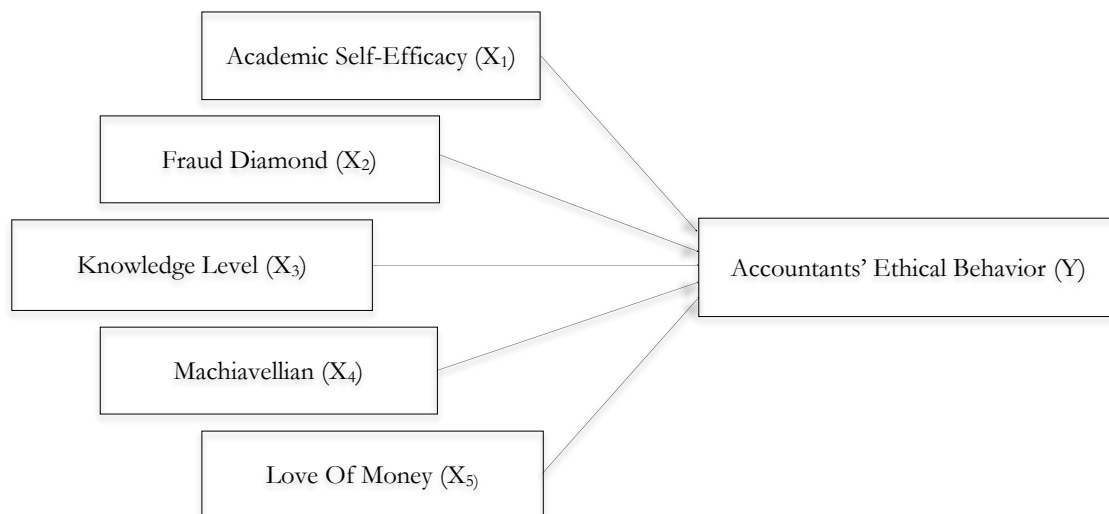 Academic Self-Efficacy (X₁)
Fraud Diamond (X₂)
Knowledge Level (X₃)
Accountants’ Ethical Behavior (Y)
Machiavellian (X₄)
Love Of Money (X₅)